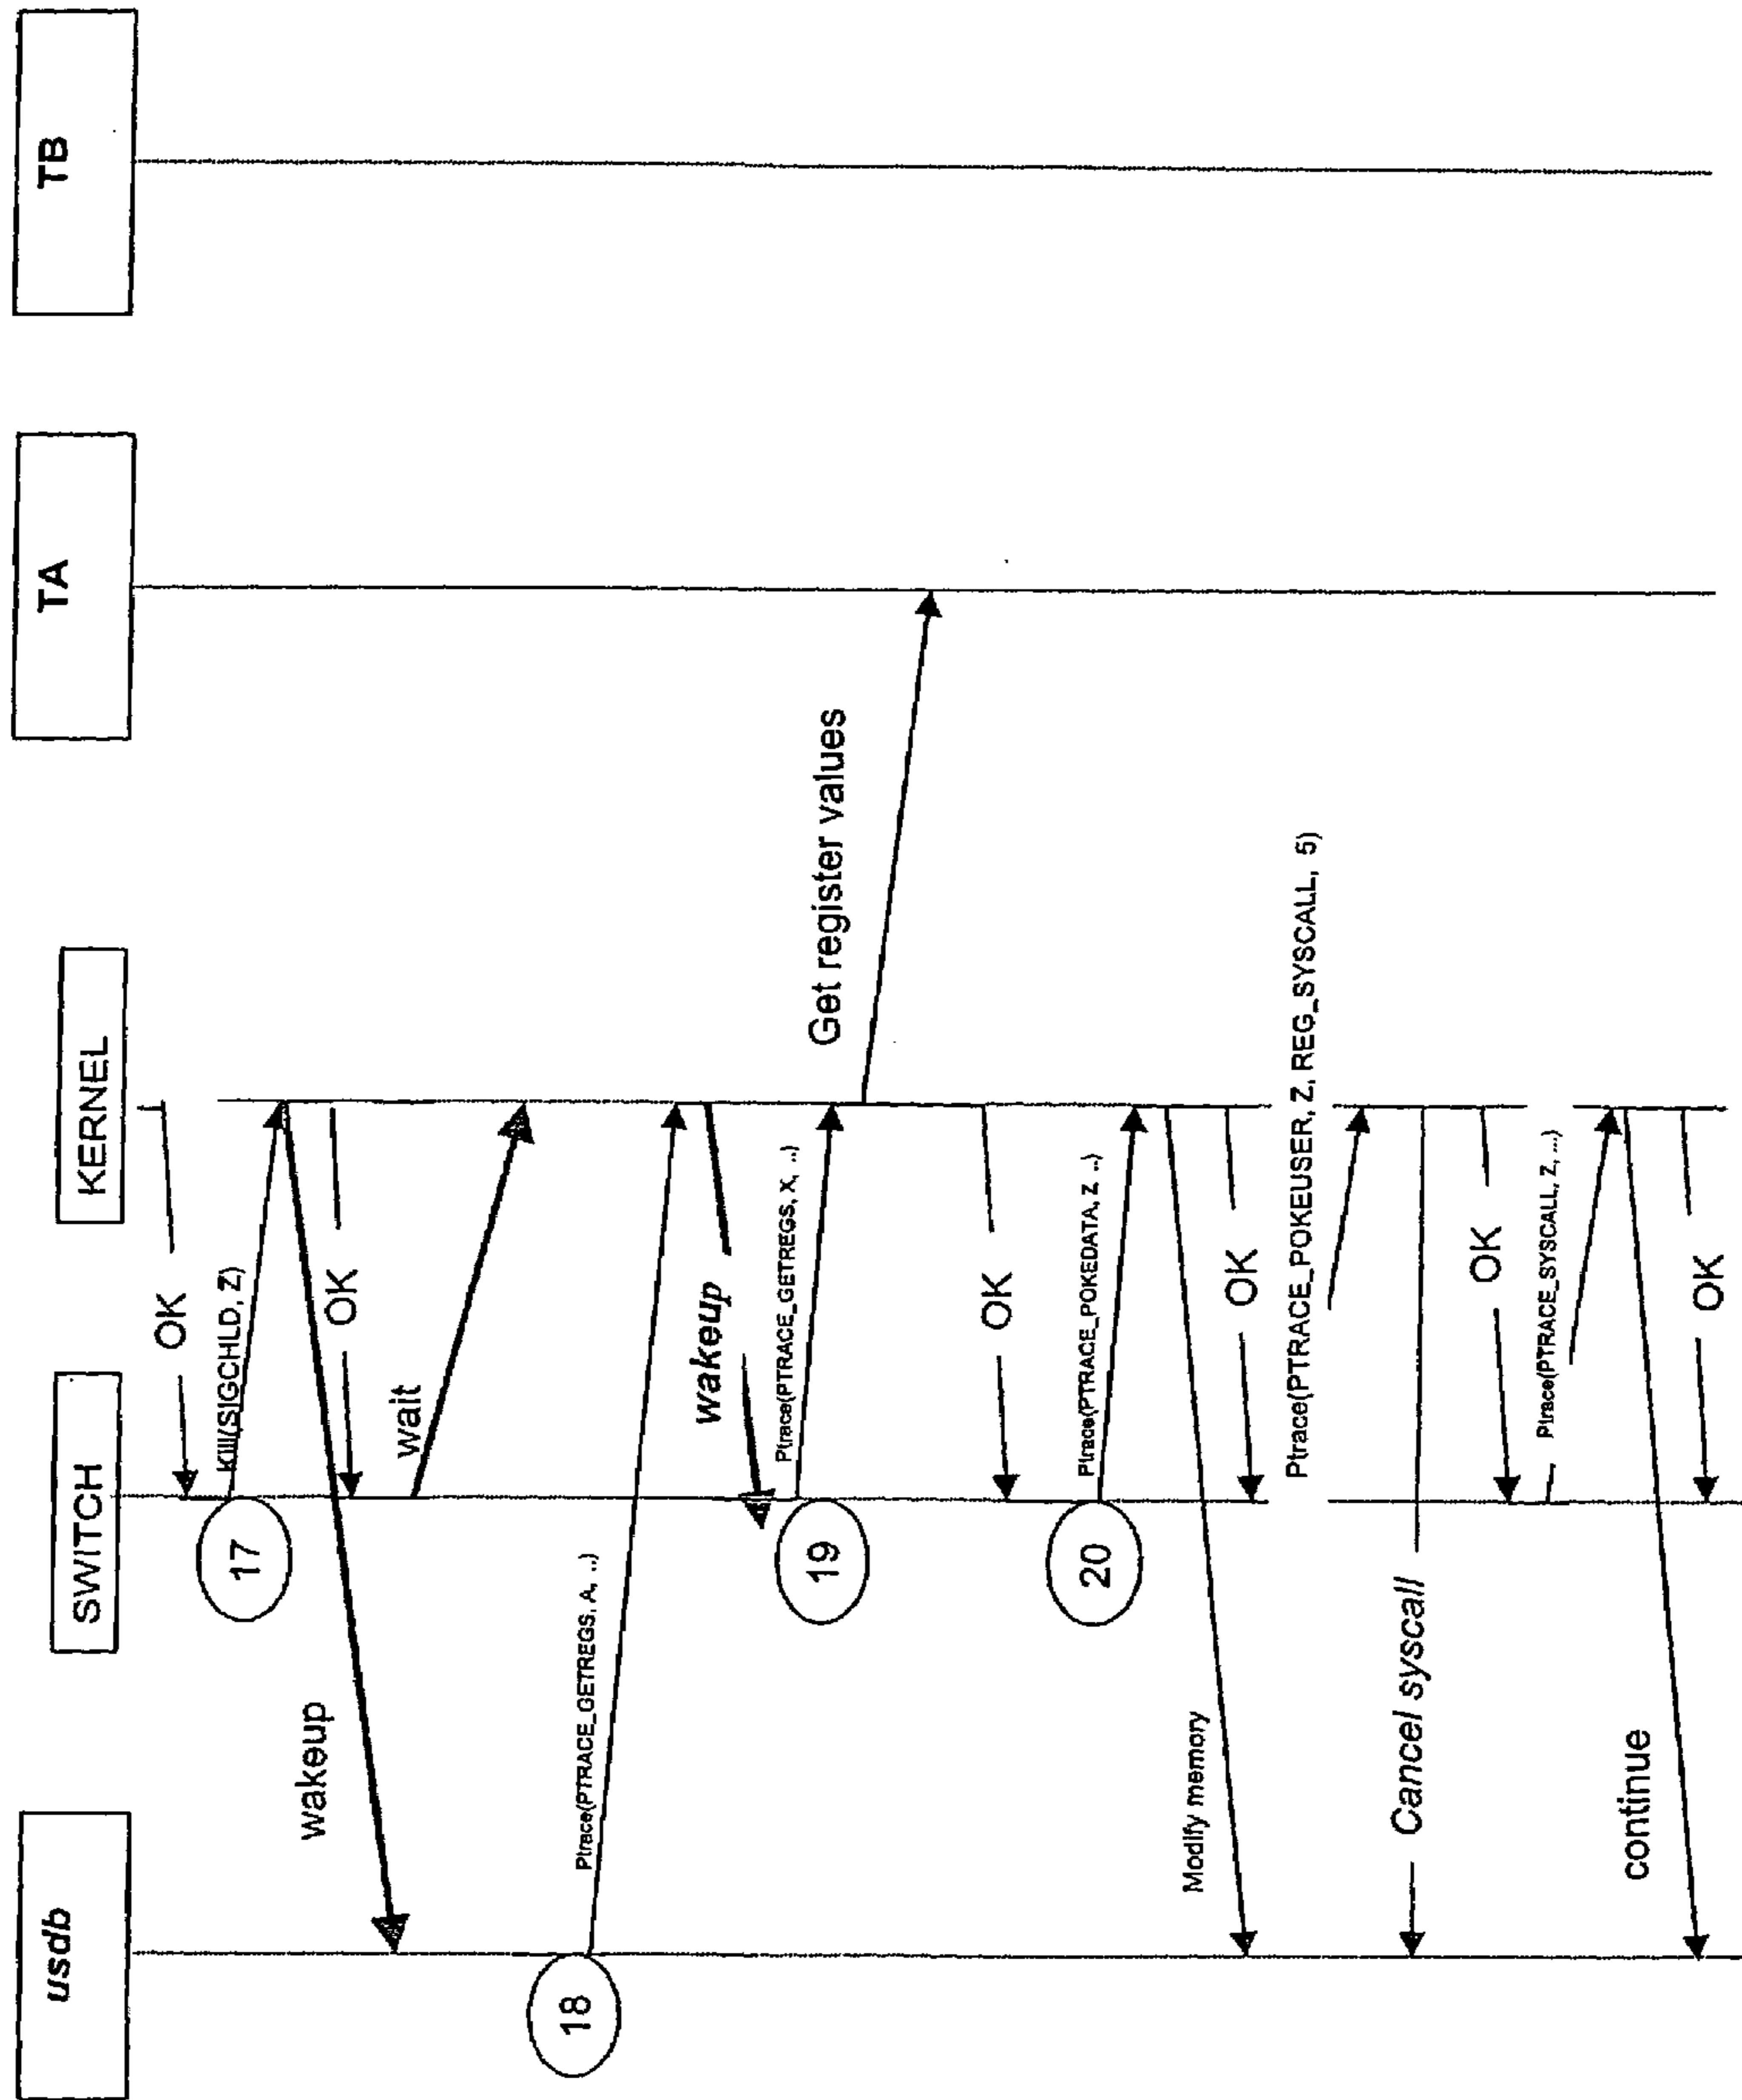 usdb
SWITCH
KERNEL
TA
TB
OK
17
Kill(SIGCHLD, Z)
wakeup
OK
wait
18
Ptrace(PTRACE_GETREGS, A, ..)
wakeup
19
Ptrace(PTRACE_GETREGS, X, ..)
Get register values
OK
20
Ptrace(PTRACE_POKEDATA, Z ..)
Modify memory
OK
Ptrace(PTRACE_POKEUSER, Z, REG_SYSCALL, 5)
Cancel syscall
OK
Ptrace(PTRACE_SYSCALL, Z, ...)
continue
OK